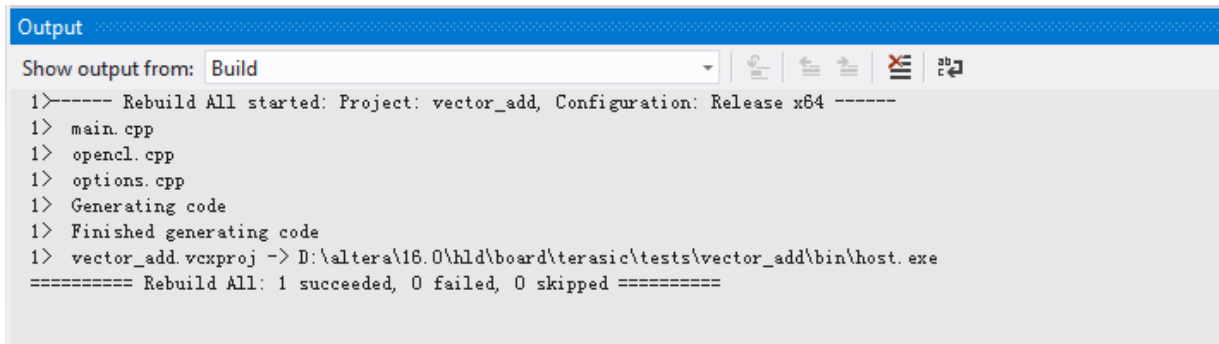 Output
Show output from: Build
1>------ Rebuild All started: Project: vector_add, Configuration: Release x64 ------
1>  main.cpp
1>  opencl.cpp
1>  options.cpp
1>  Generating code
1>  Finished generating code
1>  vector_add.vcxproj -> D:\altera\16.0\hld\board\terasic\tests\vector_add\bin\host.exe
========== Rebuild All: 1 succeeded, 0 failed, 0 skipped ==========